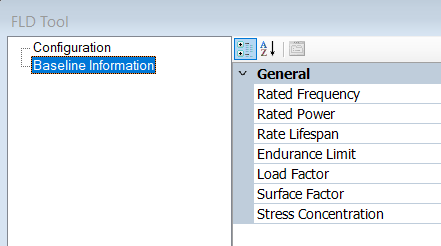 FLD Tool
Configuration
Baseline Information
General
Rated Frequency
Rated Power
Rate Lifespan
Endurance Limit
Load Factor
Surface Factor
Stress Concentration